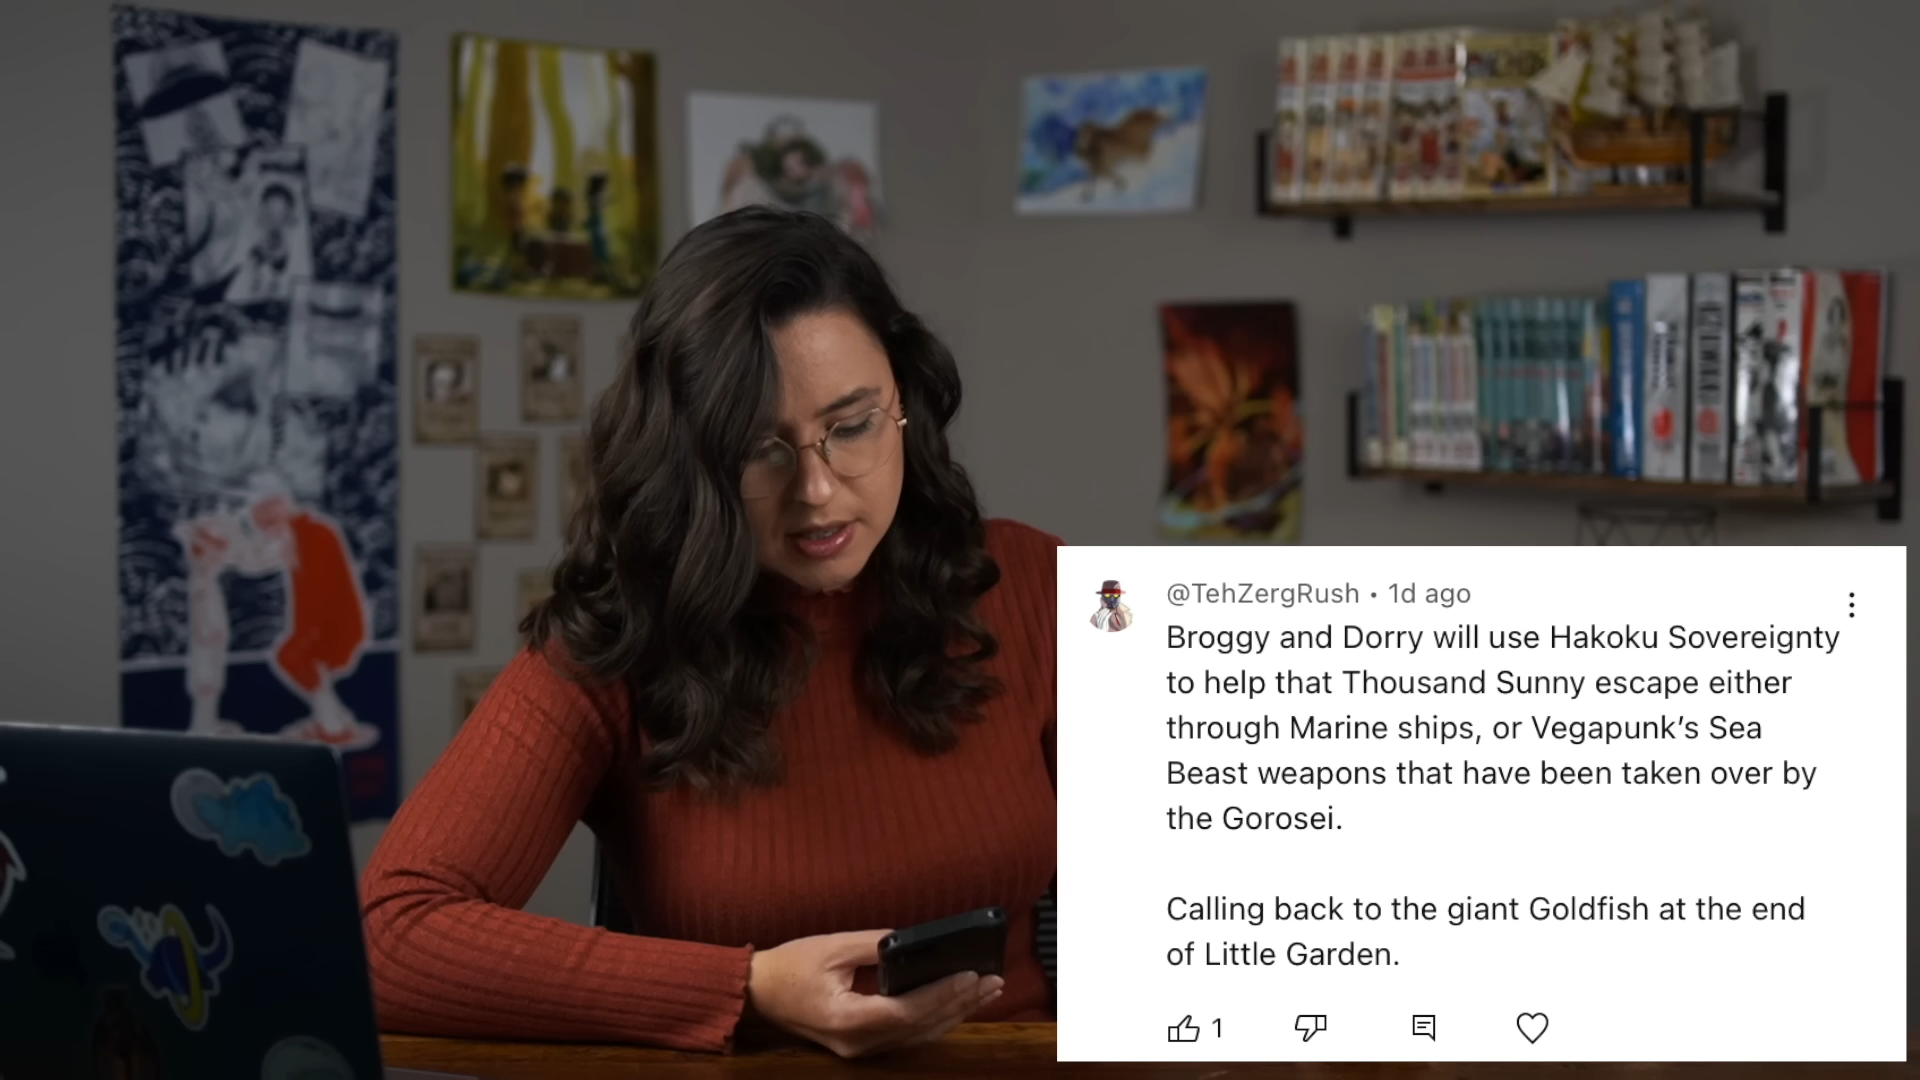 @TehZergRush • 1d ago
Broggy and Dorry will use Hakoku Sovereignty
to help that Thousand Sunny escape either
through Marine ships, or Vegapunk’s Sea
Beast weapons that have been taken over by
the Gorosei.
Calling back to the giant Goldfish at the end
of Little Garden.
1